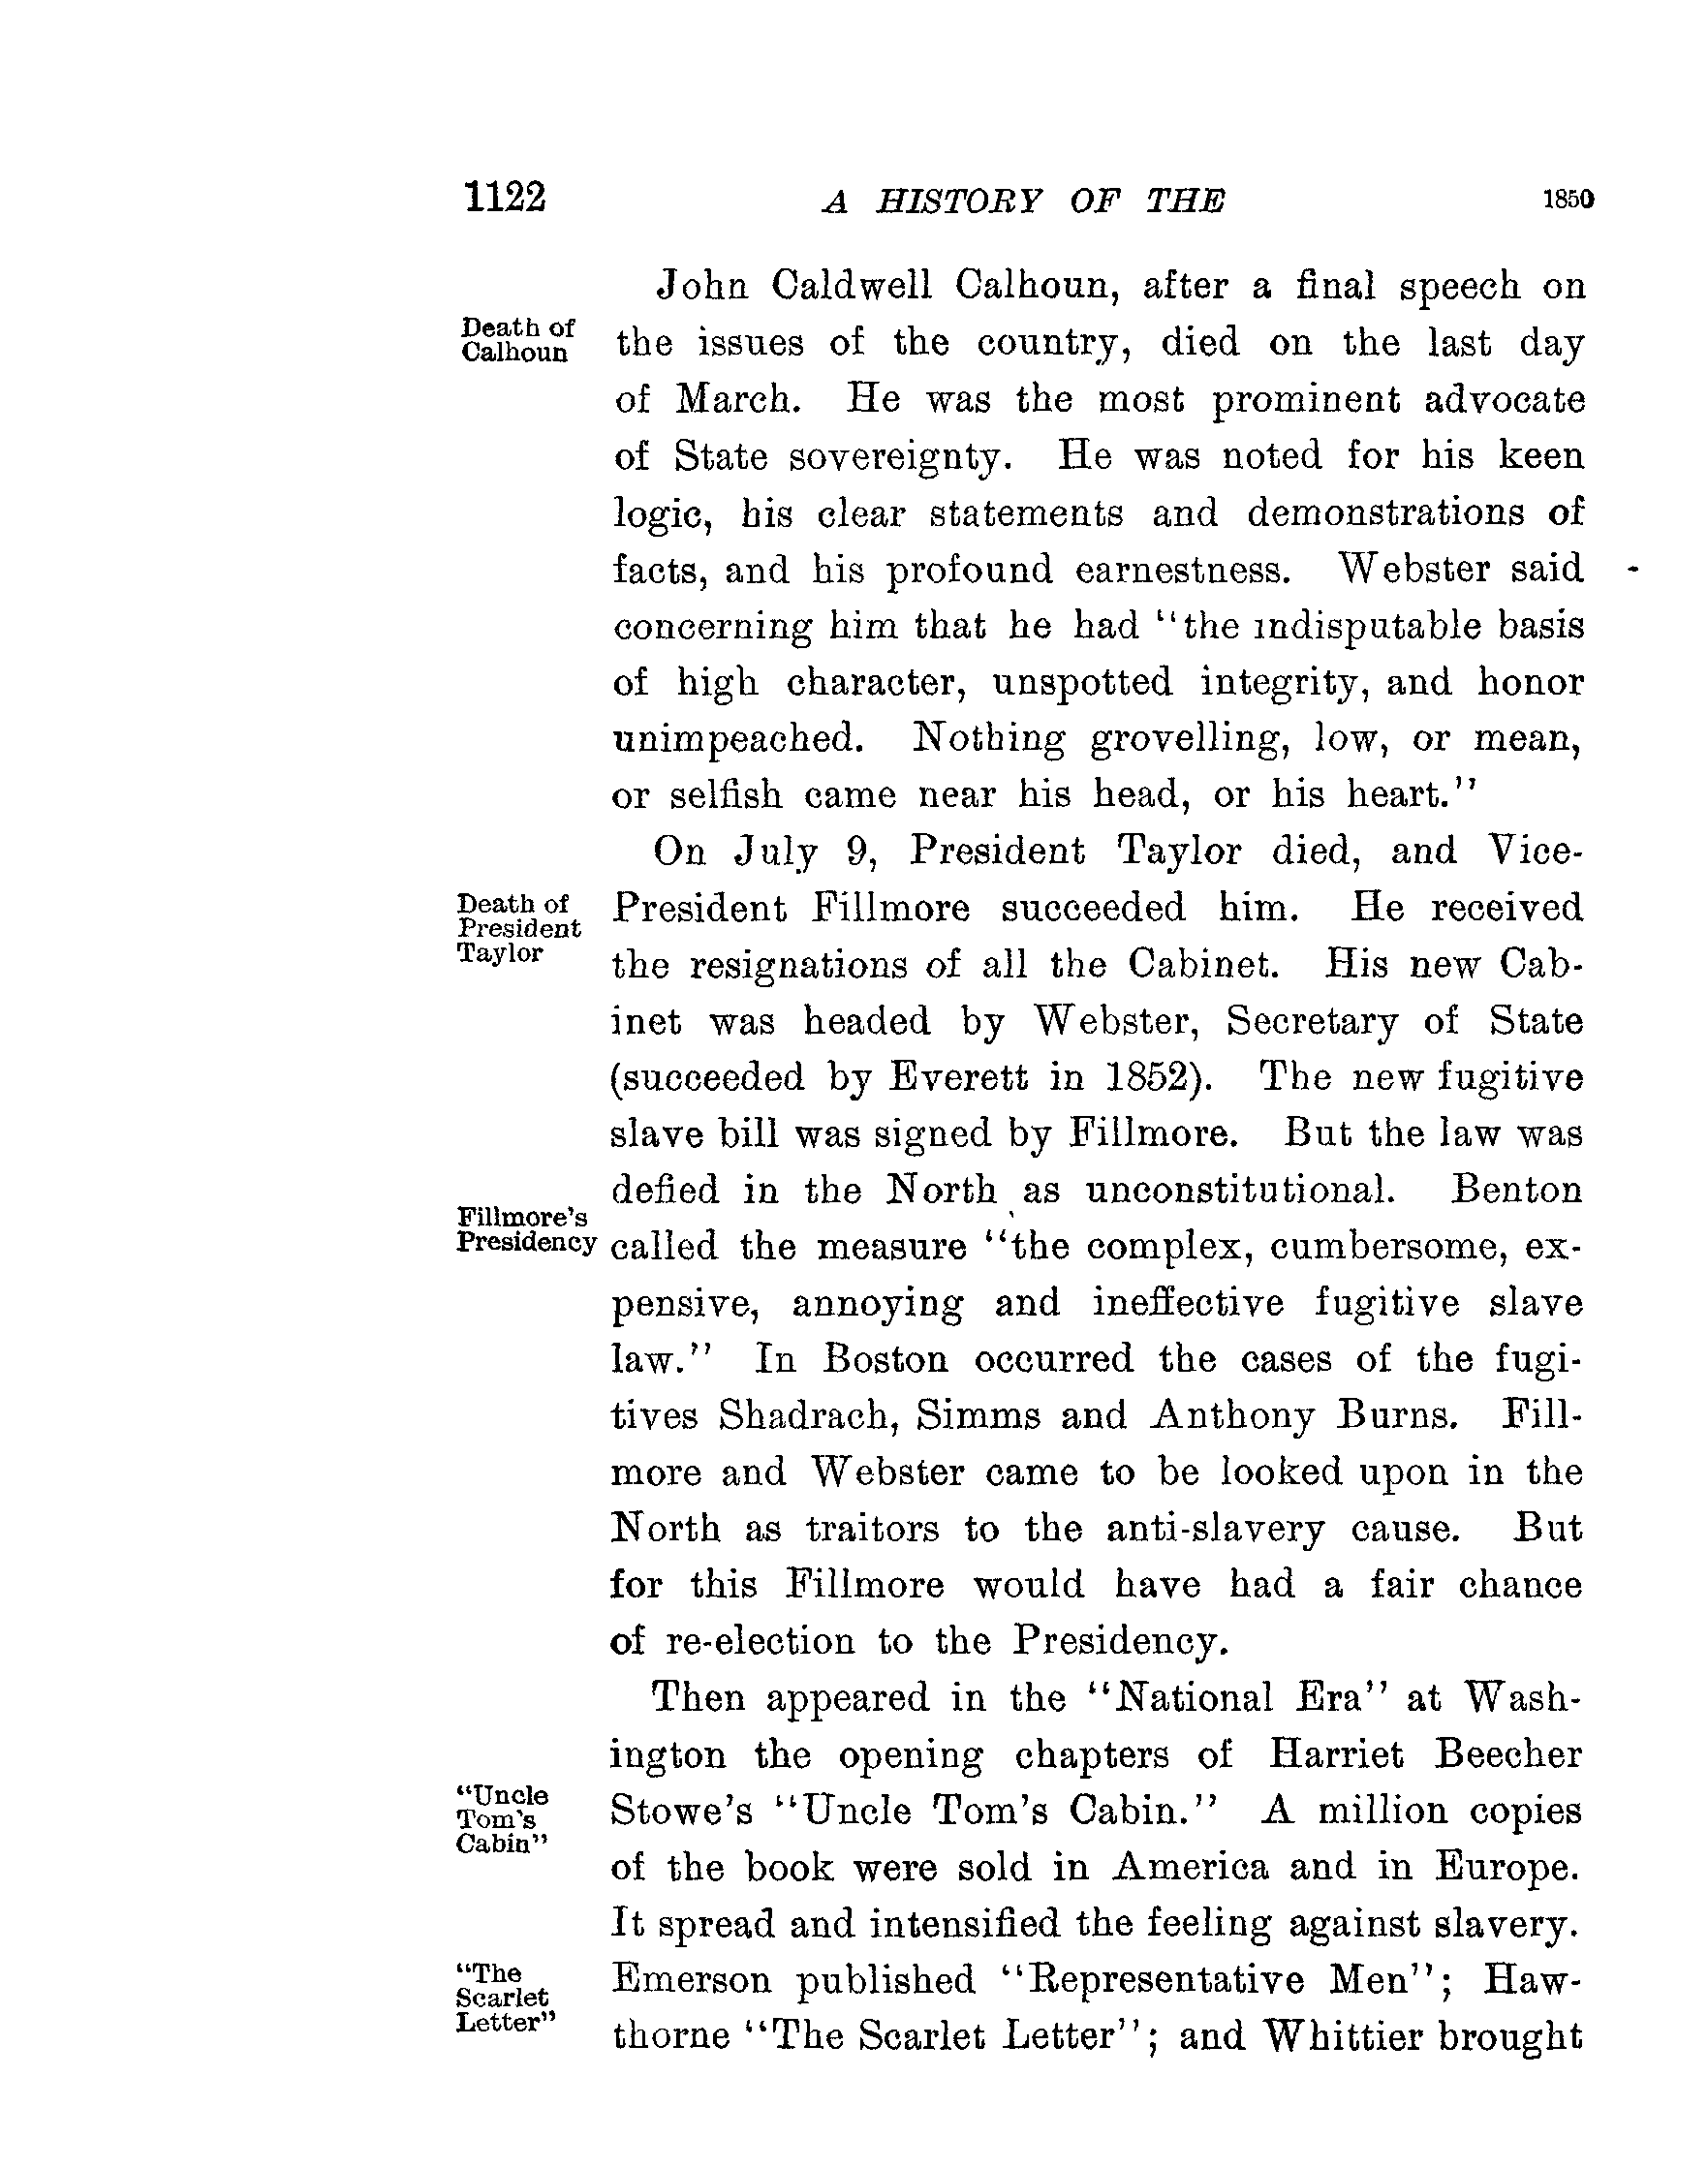 1122 A HISTORY OF THE 1850
John Caldwell Calhoun, after a final speech on
Death of
Calhoun
the issues of the country, died on the last day
of March. He was the most prominent advocate
of State sovereignty. He was noted for his keen
logic, his clear statements and demonstrations of
facts, and his profound earnestness. Webster said
concerning him that he had "the indisputable basis
of high character, unspotted integrity, and honor
unimpeached. Nothing grovelling, low, or mean,
or selfish came near his head, or his heart."
On July 9, President Taylor died, and Vice-
Death of
President
Taylor
President Fillmore succeeded him. He received
the resignations of all the Cabinet. His new Cab-
inet was headed by Webster, Secretary of State
(succeeded by Everett in 1852). The new fugitive
slave bill was signed by Fillmore. But the law was
defied in the North as unconstitutional. Benton
Fillmore's
Presidency
called the measure "the complex, cumbersome, ex-
pensive, annoying and ineffective fugitive slave
law." In Boston occurred the cases of the fugi-
tives Shadrach, Simms and Anthony Burns. Fill-
more and Webster came to be looked upon in the
North as traitors to the anti-slavery cause. But
for this Fillmore would have had a fair chance
of re-election to the Presidency.
Then appeared in the "National Era" at Wash-
ington the opening chapters of Harriet Beecher
"Uncle
Tom's
Cabin"
Stowe's "Uncle Tom's Cabin." A million copies
of the book were sold in America and in Europe.
It spread and intensified the feeling against slavery.
"The
Scarlet
Letter"
Emerson published "Representative Men"; Haw-
thorne "The Scarlet Letter"; and Whittier brought